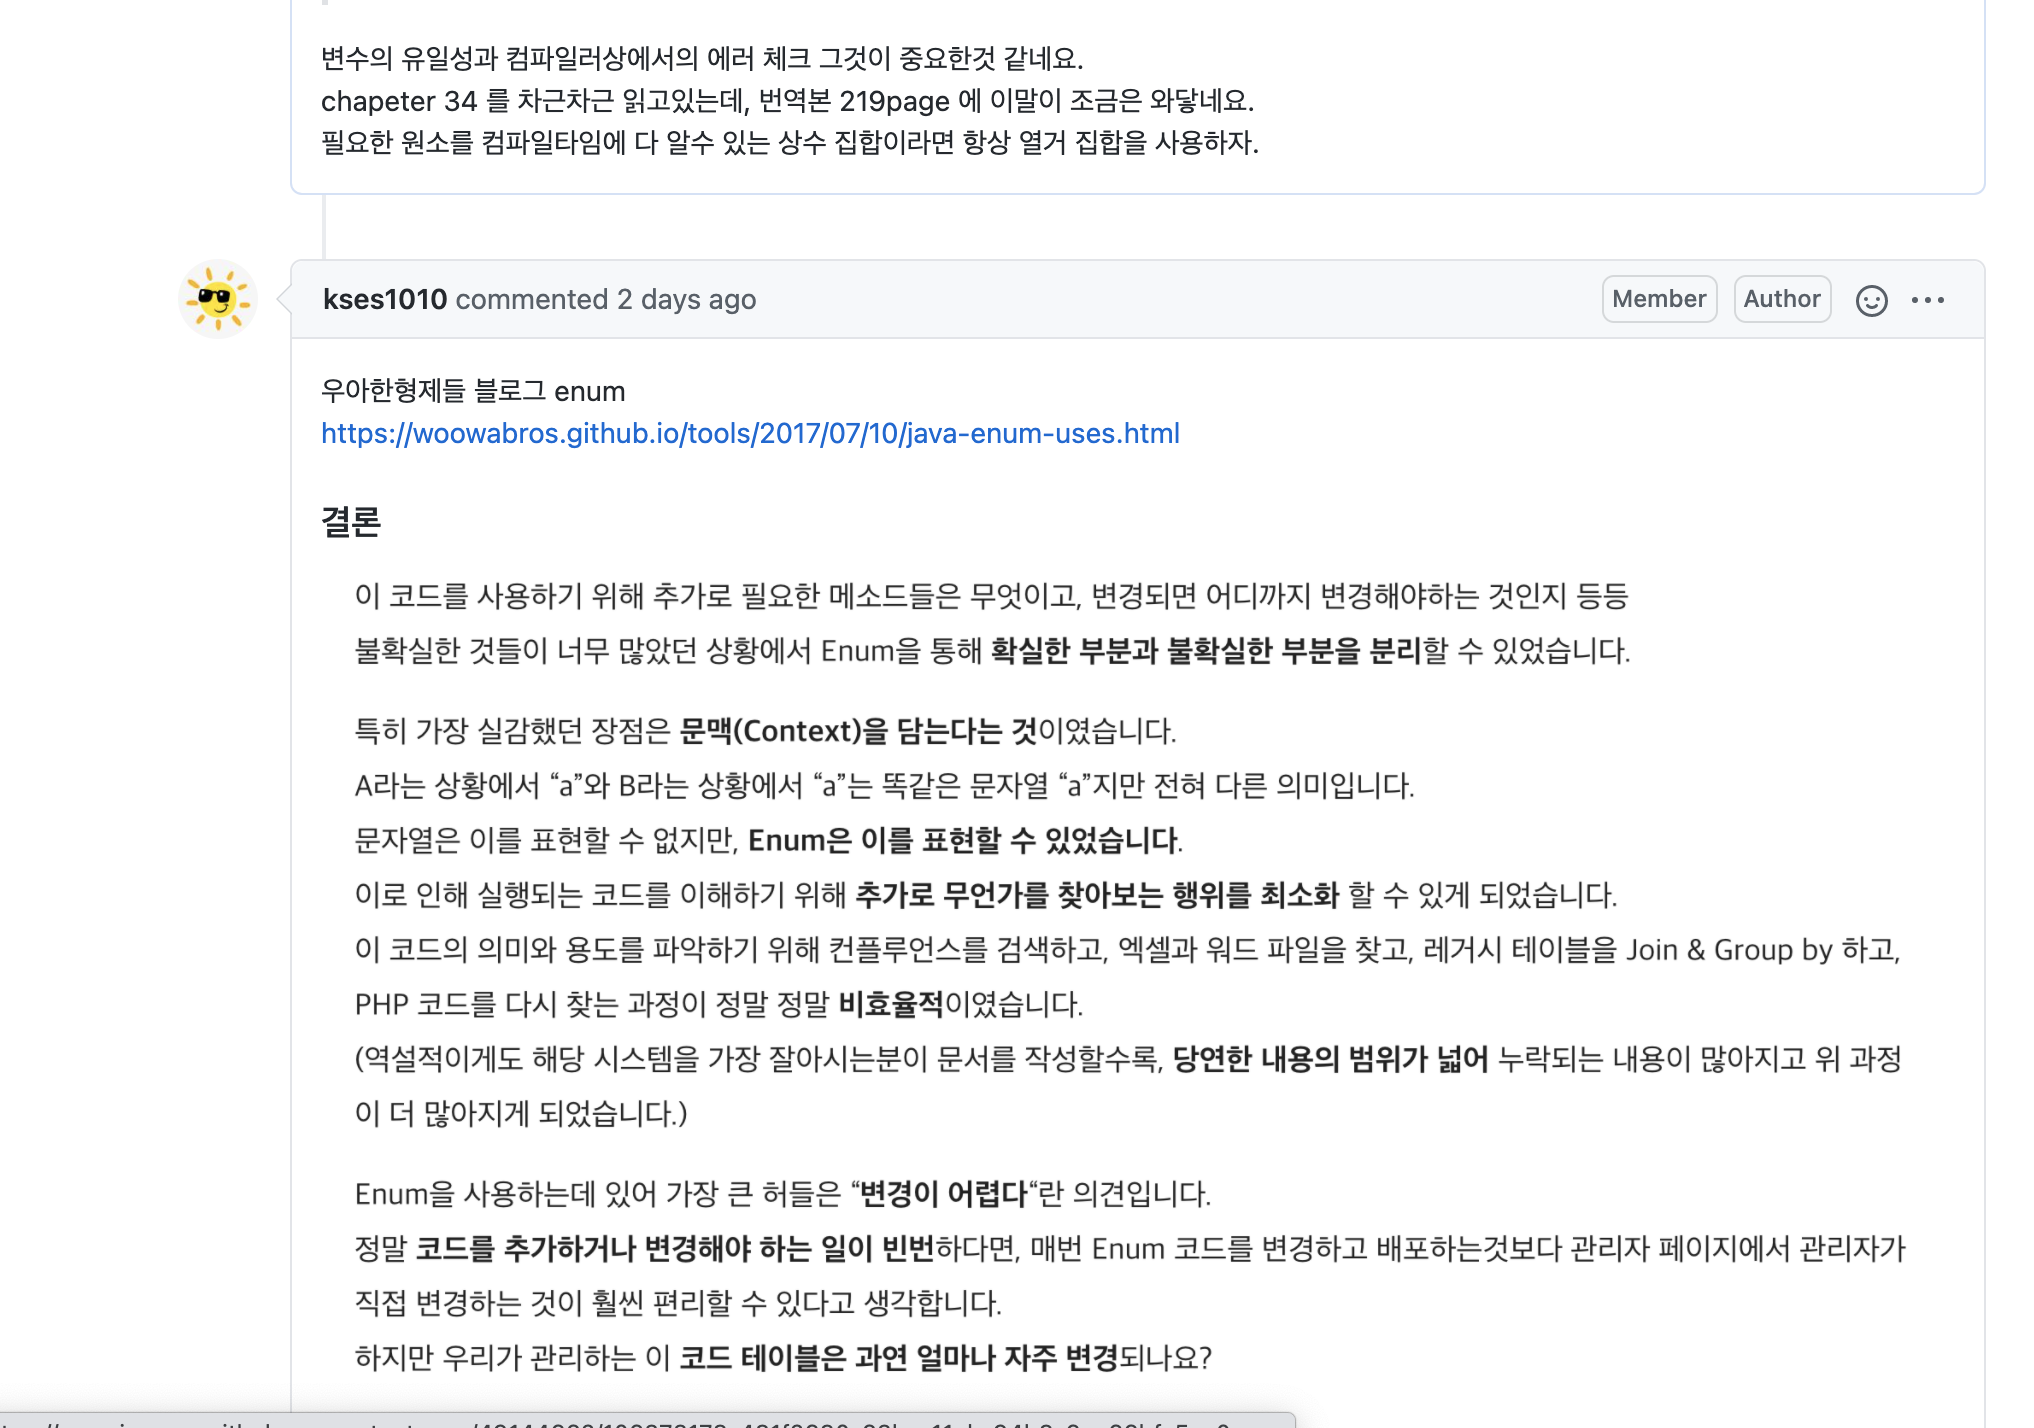 변수의 유일성과 컴파일러상에서의 에러 체크 그것이 중요한것 같네요.
chapeter 34 를 차근차근 읽고있는데, 번역본 219page 에 이말이 조금은 와닿네요.
필요한 원소를 컴파일타임에 다 알수 있는 상수 집합이라면 항상 열거 집합을 사용하자.
kses1010 commented 2 days ago
Member
Author
우아한형제들 블로그 enum
https://woowabros.github.io/tools/2017/07/10/java-enum-uses.html
결론
이 코드를 사용하기 위해 추가로 필요한 메소드들은 무엇이고, 변경되면 어디까지 변경해야하는 것인지 등등
불확실한 것들이 너무 많았던 상황에서 Enum을 통해 확실한 부분과 불확실한 부분을 분리할 수 있었습니다.
특히 가장 실감했던 장점은 문맥(Context)을 담는다는 것이였습니다.
A라는 상황에서 “a”와 B라는 상황에서 “a”는 똑같은 문자열 “a”지만 전혀 다른 의미입니다.
문자열은 이를 표현할 수 없지만, Enum은 이를 표현할 수 있었습니다.
이로 인해 실행되는 코드를 이해하기 위해 추가로 무언가를 찾아보는 행위를 최소화 할 수 있게 되었습니다.
이 코드의 의미와 용도를 파악하기 위해 컨플루언스를 검색하고, 엑셀과 워드 파일을 찾고, 레거시 테이블을 Join & Group by 하고,
PHP 코드를 다시 찾는 과정이 정말 정말 비효율적이였습니다.
(역설적이게도 해당 시스템을 가장 잘아시는분이 문서를 작성할수록, 당연한 내용의 범위가 넓어 누락되는 내용이 많아지고 위 과정
이 더 많아지게 되었습니다.)
Enum을 사용하는데 있어 가장 큰 허들은 “변경이 어렵다“란 의견입니다.
정말 코드를 추가하거나 변경해야 하는 일이 빈번하다면, 매번 Enum 코드를 변경하고 배포하는것보다 관리자 페이지에서 관리자가
직접 변경하는 것이 훨씬 편리할 수 있다고 생각합니다.
하지만 우리가 관리하는 이 코드 테이블은 과연 얼마나 자주 변경되나요?